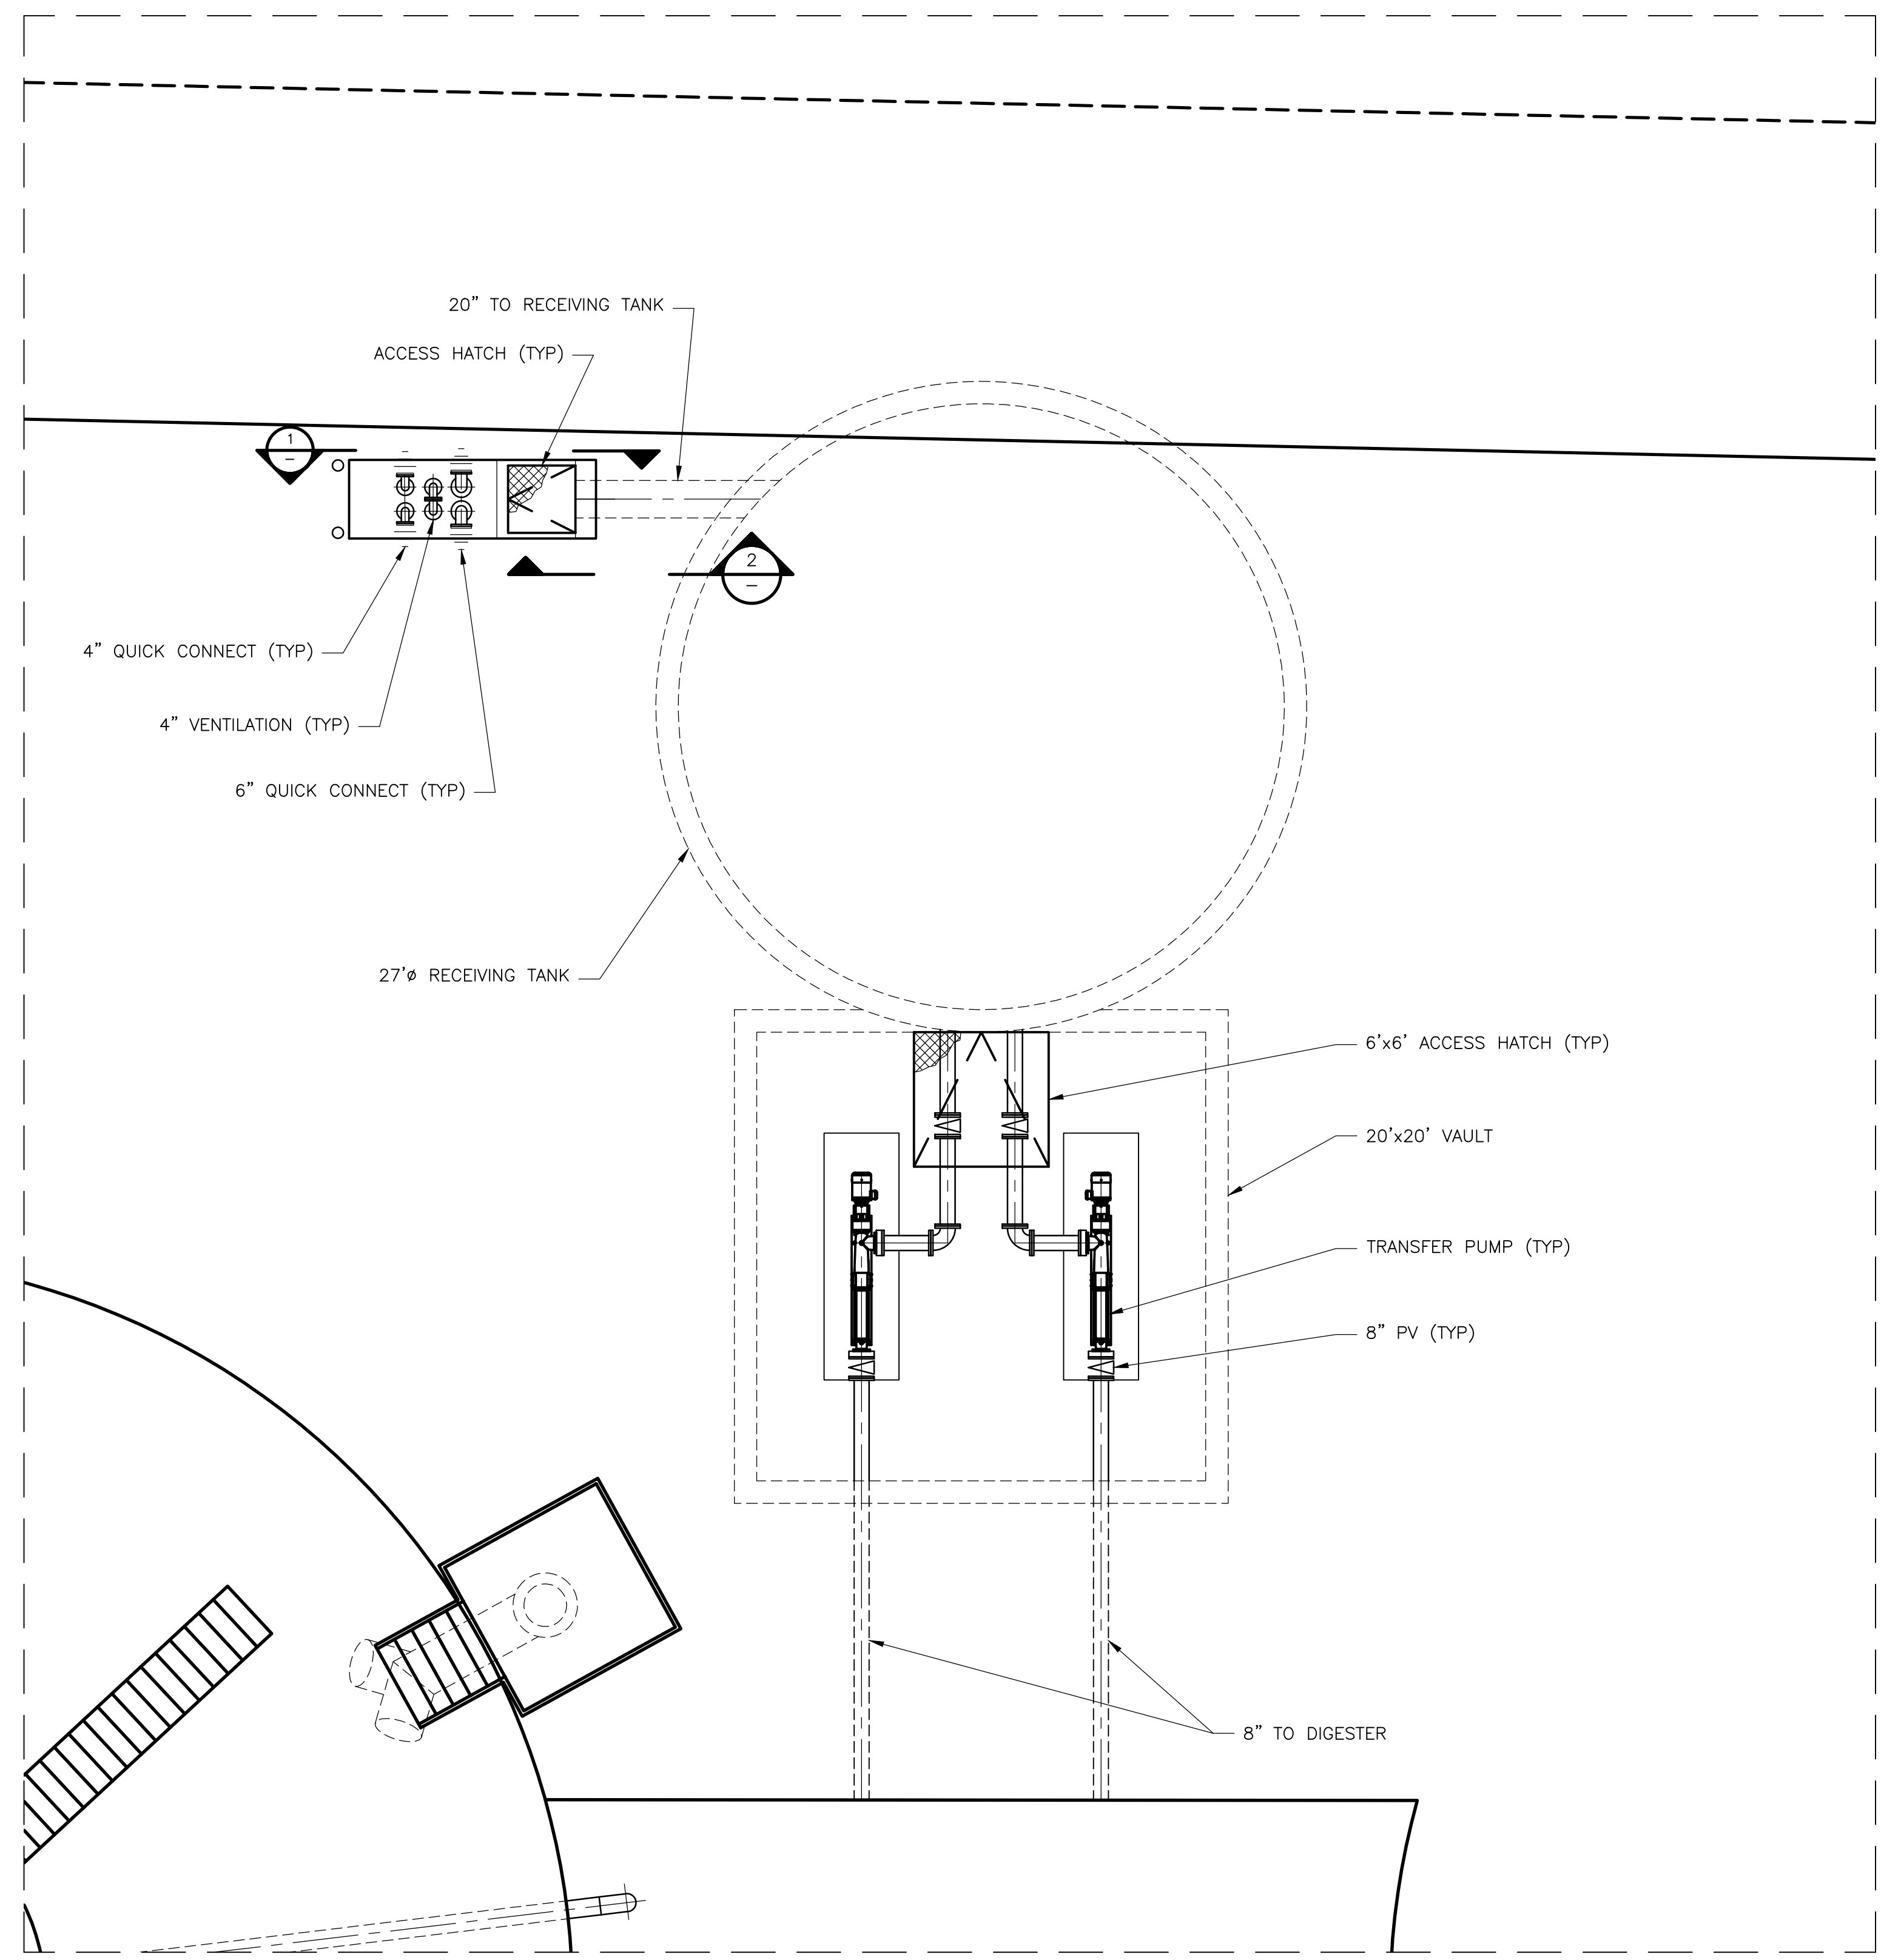 20” TO RECEIVING TANK
ACCESS HATCH (TYP)
1
–
2
–
4” QUICK CONNECT (TYP)
4” VENTILATION (TYP)
6” QUICK CONNECT (TYP)
27'ø RECEIVING TANK
6'x6' ACCESS HATCH (TYP)
20'x20' VAULT
TRANSFER PUMP (TYP)
8” PV (TYP)
8” TO DIGESTER